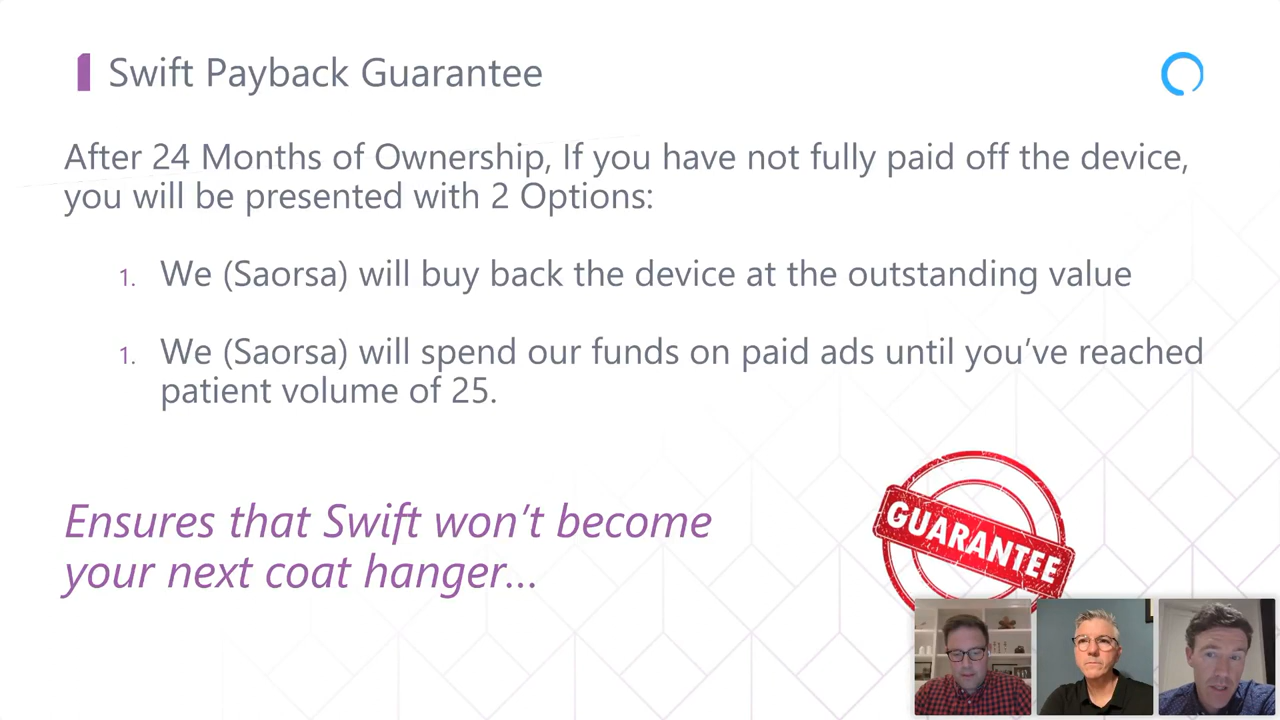 Swift Payback Guarantee
After 24 Months of Ownership, If you have not fully paid off the device,
you will be presented with 2 Options:
1. We (Saorsa) will buy back the device at the outstanding value
1. We (Saorsa) will spend our funds on paid ads until you’ve reached
patient volume of 25.
Ensures that Swift won’t become
your next coat hanger...
GUARANTEE